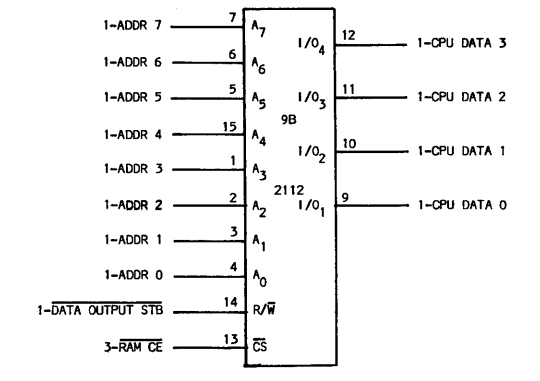 1-ADDR 7 7 A7
1-ADDR 6 6 A6
1-ADDR 5 5 A5
1-ADDR 4 15 A4
1-ADDR 3 1 A3
1-ADDR 2 2 A2
1-ADDR 1 3 A1
1-ADDR 0 4 A0
1-DATA OUTPUT STB 14 R/W
3-RAM CE 13 CS
9B
2112
I/O4 12 1-CPU DATA 3
I/O3 11 1-CPU DATA 2
I/O2 10 1-CPU DATA 1
I/O1 9 1-CPU DATA 0